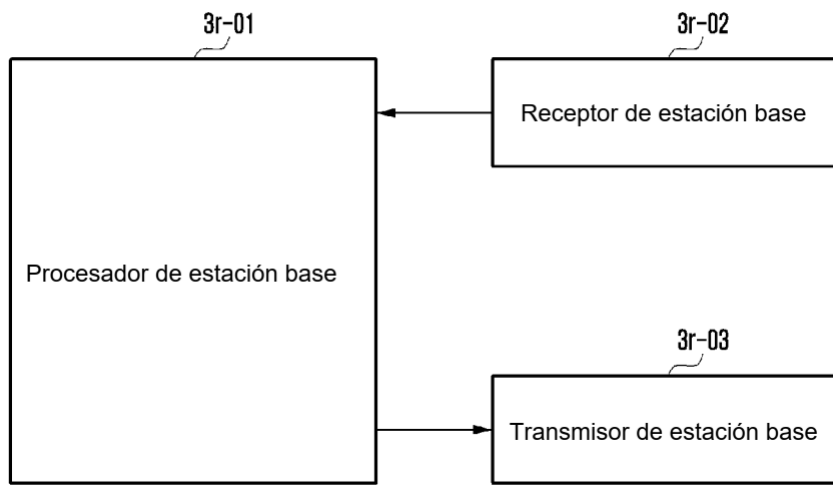 3r-01
3r-02
Receptor de estación base
Procesador de estación base
3r-03
Transmisor de estación base